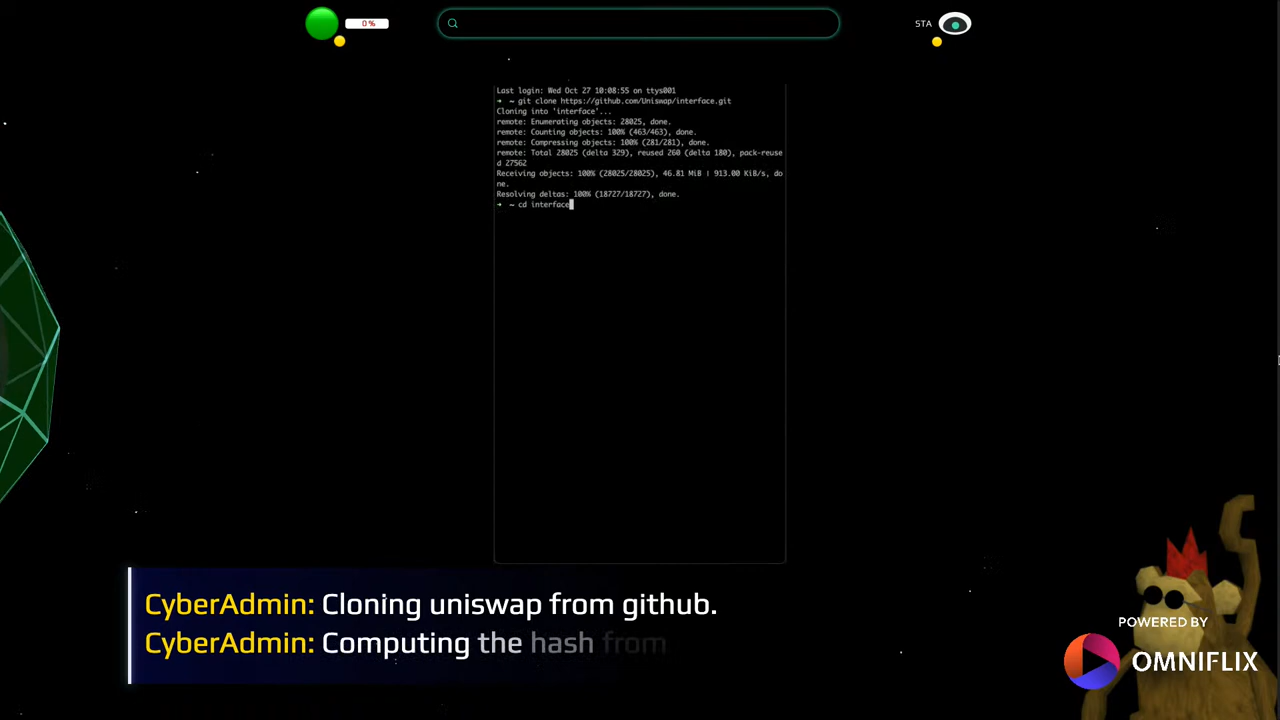 0 %
STA
Last login: Wed Oct 27 10:08:55 on ttys001
➜ ~ git clone https://github.com/Uniswap/interface.git
Cloning into 'interface'...
remote: Enumerating objects: 28025, done.
remote: Counting objects: 100% (463/463), done.
remote: Compressing objects: 100% (281/281), done.
remote: Total 28025 (delta 329), reused 260 (delta 180), pack-reuse
d 27562
Receiving objects: 100% (28025/28025), 46.81 MiB | 913.00 KiB/s, do
ne.
Resolving deltas: 100% (18727/18727), done.
➜ ~ cd interface
CyberAdmin: Cloning uniswap from github.
CyberAdmin: Computing the hash from
POWERED BY
OMNIFLIX